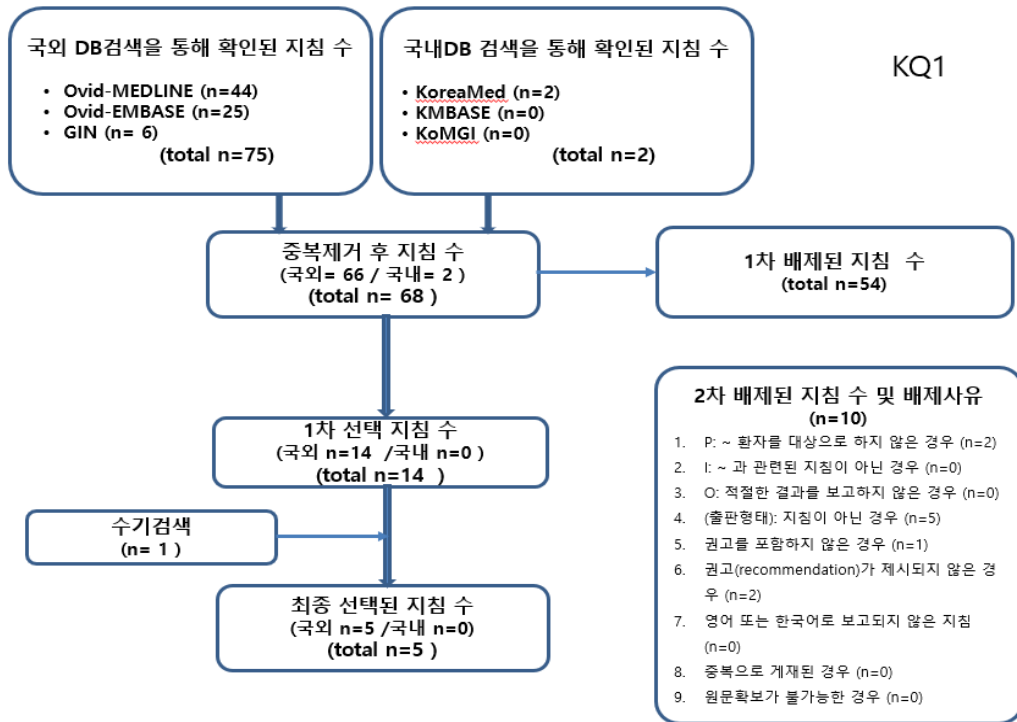 국외 DB검색을 통해 확인된 지침 수
• Ovid-MEDLINE (n=44)
• Ovid-EMBASE (n=25)
• GIN (n= 6)
(total n=75)
국내DB 검색을 통해 확인된 지침 수
• KoreaMed (n=2)
• KMBASE (n=0)
• KoMGI (n=0)
(total n=2)
KQ1
중복제거 후 지침 수
(국외= 66 / 국내= 2 )
(total n= 68 )
1차 배제된 지침 수
(total n=54)
1차 선택 지침 수
(국외 n=14 /국내 n=0 )
(total n=14 )
수기검색
(n= 1 )
최종 선택된 지침 수
(국외 n=5 /국내 n=0)
(total n=5 )
2차 배제된 지침 수 및 배제사유
(n=10)
1. P: ~ 환자를 대상으로 하지 않은 경우 (n=2)
2. I: ~ 과 관련된 지침이 아닌 경우 (n=0)
3. O: 적절한 결과를 보고하지 않은 경우 (n=0)
4. (출판형태): 지침이 아닌 경우 (n=5)
5. 권고를 포함하지 않은 경우 (n=1)
6. 권고(recommendation)가 제시되지 않은 경
우 (n=2)
7. 영어 또는 한국어로 보고되지 않은 지침
(n=0)
8. 중복으로 게재된 경우 (n=0)
9. 원문확보가 불가능한 경우 (n=0)